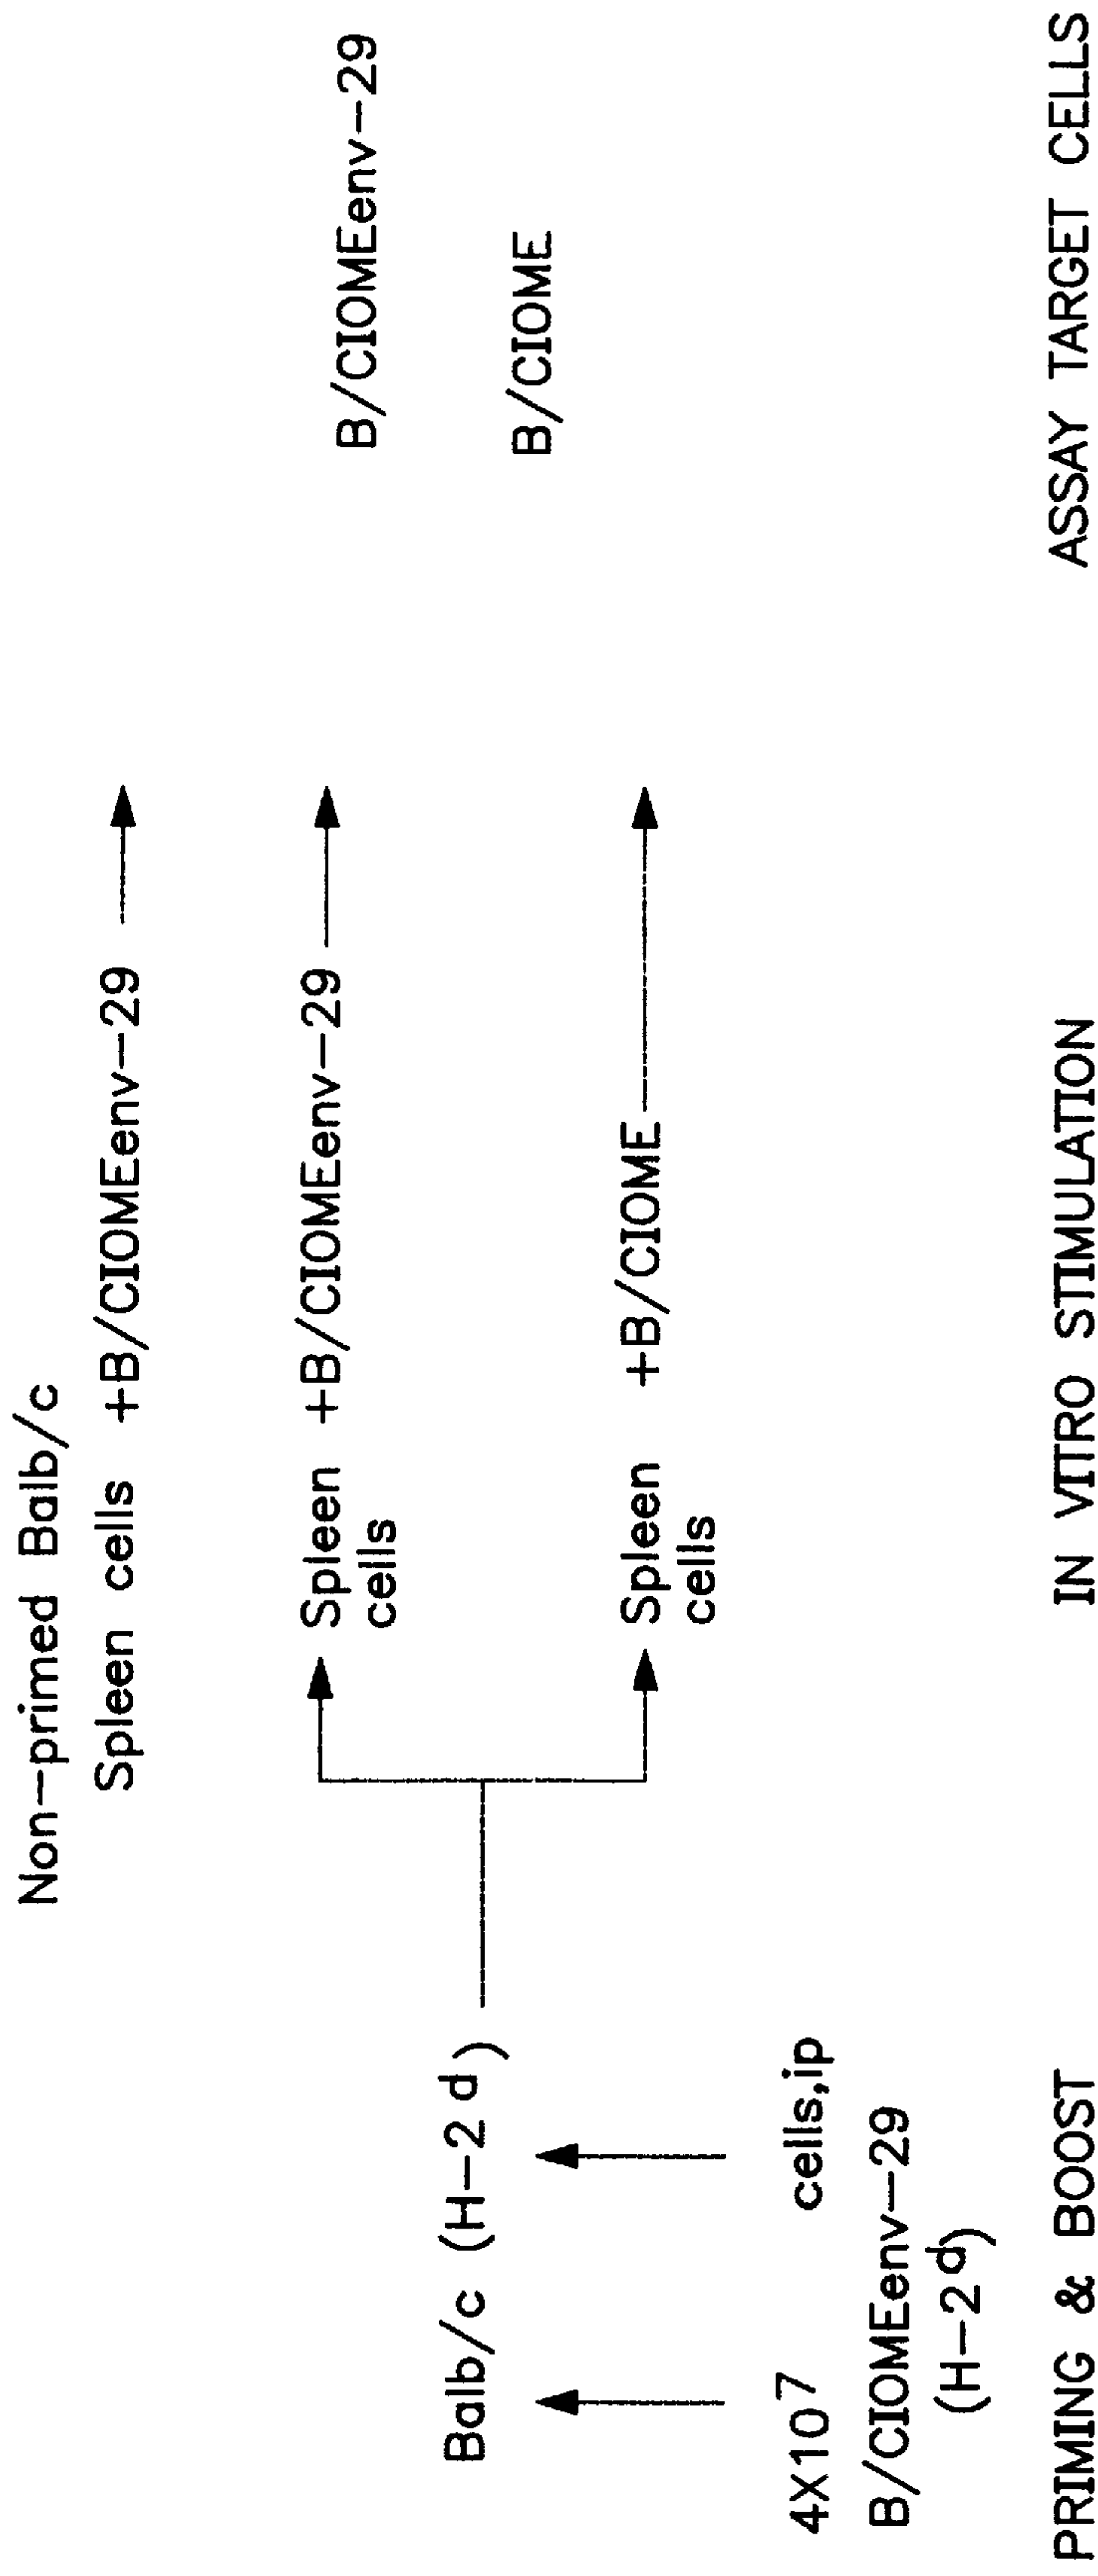 Non-primed Balb/c
Spleen cells +B/CIOMEenv-29
Spleen +B/CIOMEenv-29
cells
B/CIOMEenv-29
Balb/c (H-2 d)
B/CIOME
Spleen +B/CIOME
cells
4X10⁷ cells,ip
B/CIOMEenv-29
(H-2 d)
PRIMING & BOOST
IN VITRO STIMULATION
ASSAY TARGET CELLS